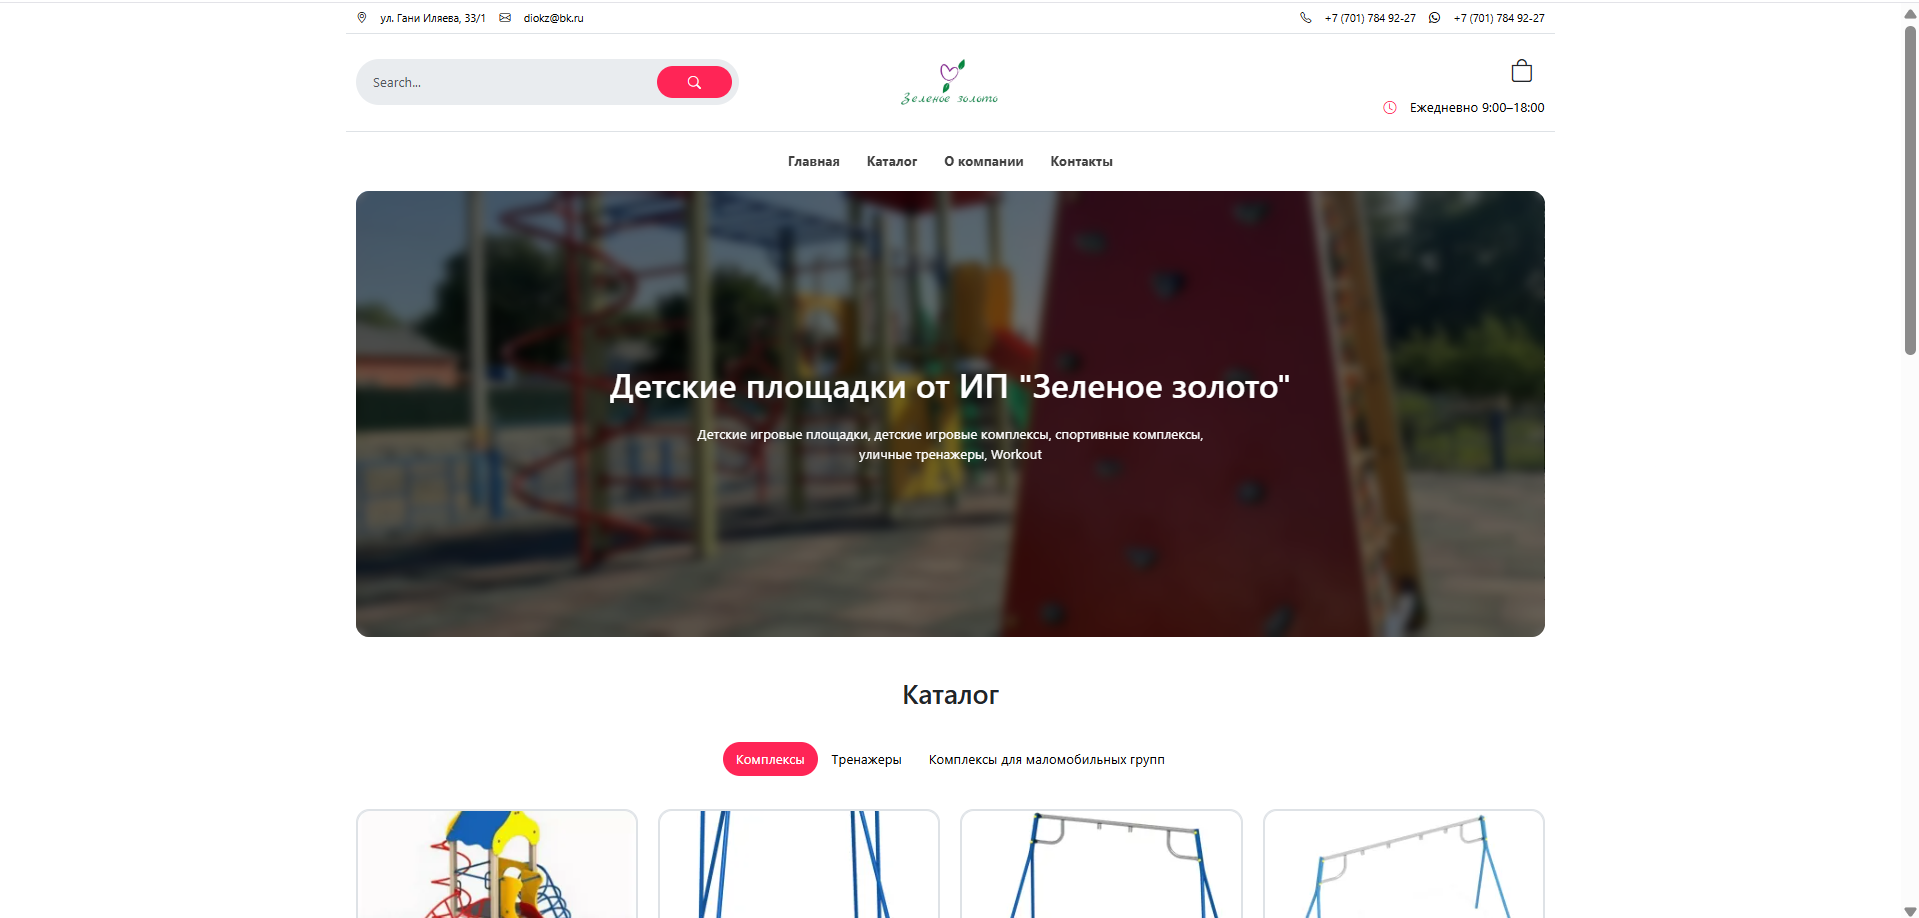 ул. Гани Иляева, 33/1 diokz@bk.ru +7 (701) 784 92-27 +7 (701) 784 92-27
Search...
Зеленое золото
Ежедневно 9:00–18:00
Главная Каталог О компании Контакты
Детские площадки от ИП "Зеленое золото"
Детские игровые площадки, детские игровые комплексы, спортивные комплексы,
уличные тренажеры, Workout
Каталог
Комплексы Тренажеры Комплексы для маломобильных групп